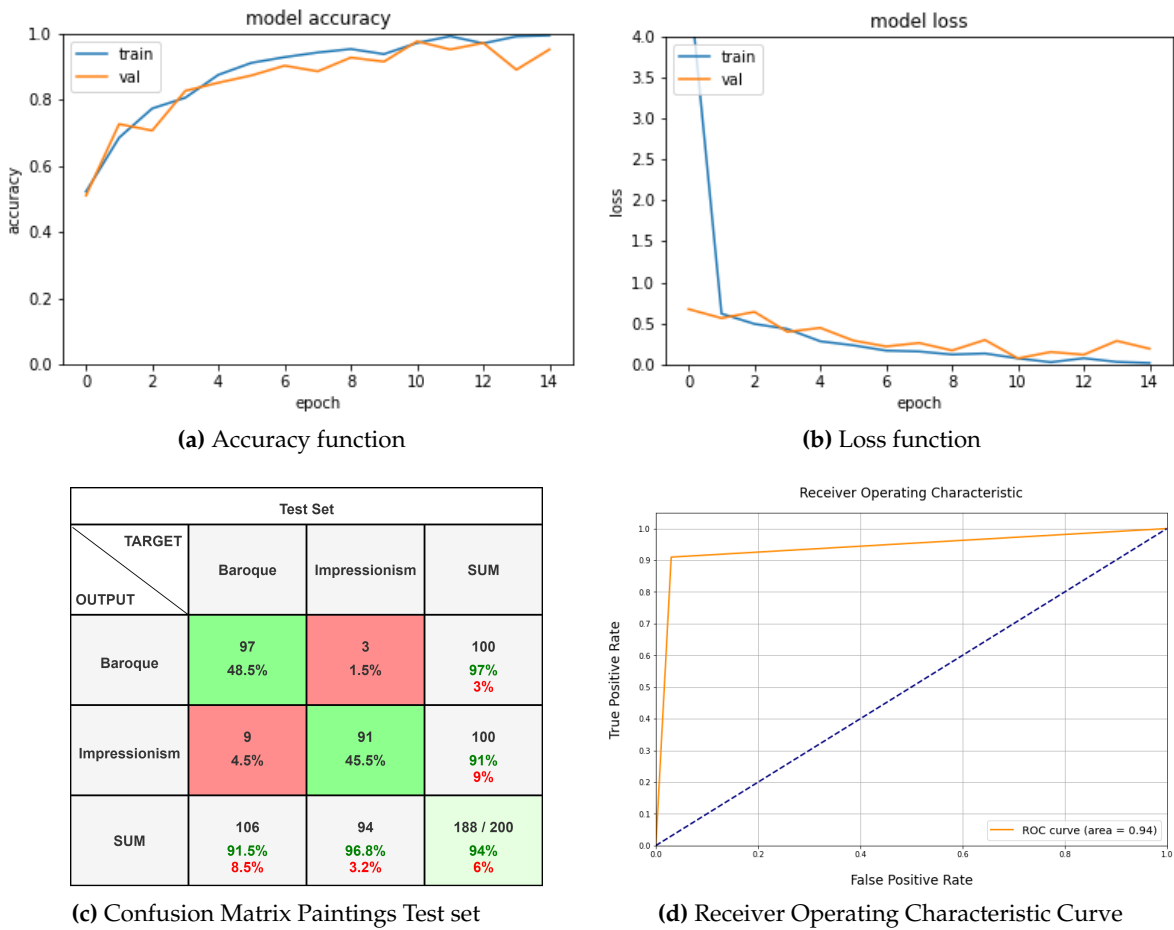 model accuracy
1.0
0.8
0.6
0.4
0.2
0.0
accuracy
train
val
0 2 4 6 8 10 12 14
epoch
(a) Accuracy function
model loss
4.0
3.5
3.0
2.5
2.0
1.5
1.0
0.5
0.0
loss
train
val
0 2 4 6 8 10 12 14
epoch
(b) Loss function
Test Set
TARGET
OUTPUT
Baroque Impressionism SUM
Baroque
97
48.5%
3
1.5%
100
97%
3%
Impressionism
9
4.5%
91
45.5%
100
91%
9%
SUM
106
91.5%
8.5%
94
96.8%
3.2%
188 / 200
94%
6%
(c) Confusion Matrix Paintings Test set
Receiver Operating Characteristic
1.0
0.9
0.8
0.7
0.6
0.5
0.4
0.3
0.2
0.1
0.0
True Positive Rate
ROC curve (area = 0.94)
0.0 0.2 0.4 0.6 0.8 1.0
False Positive Rate
(d) Receiver Operating Characteristic Curve